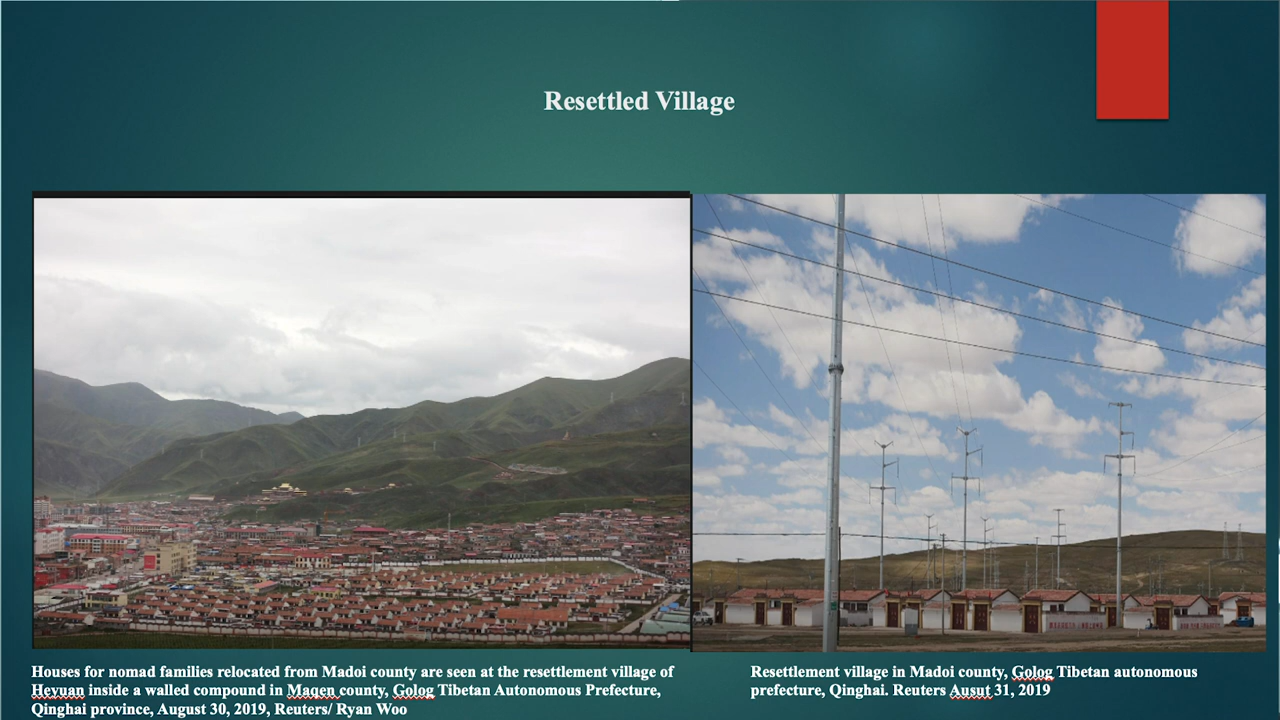 Resettled Village
Houses for nomad families relocated from Madoi county are seen at the resettlement village of
Heyuan inside a walled compound in Maqen county, Golog Tibetan Autonomous Prefecture,
Qinghai province, August 30, 2019, Reuters/ Ryan Woo
Resettlement village in Madoi county, Golog Tibetan autonomous
prefecture, Qinghai. Reuters Ausut 31, 2019